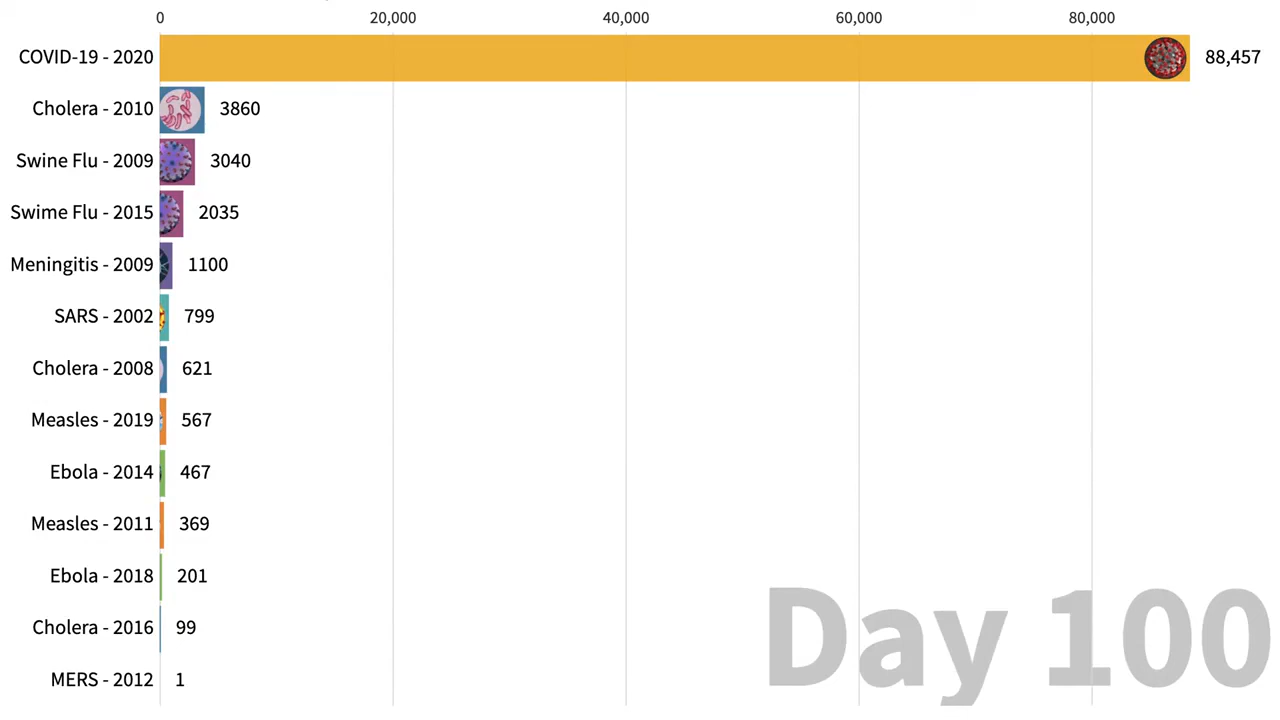 0 20,000 40,000 60,000 80,000
COVID-19 - 2020 88,457
Cholera - 2010 3860
Swine Flu - 2009 3040
Swime Flu - 2015 2035
Meningitis - 2009 1100
SARS - 2002 799
Cholera - 2008 621
Measles - 2019 567
Ebola - 2014 467
Measles - 2011 369
Ebola - 2018 201
Cholera - 2016 99
MERS - 2012 1
Day 100